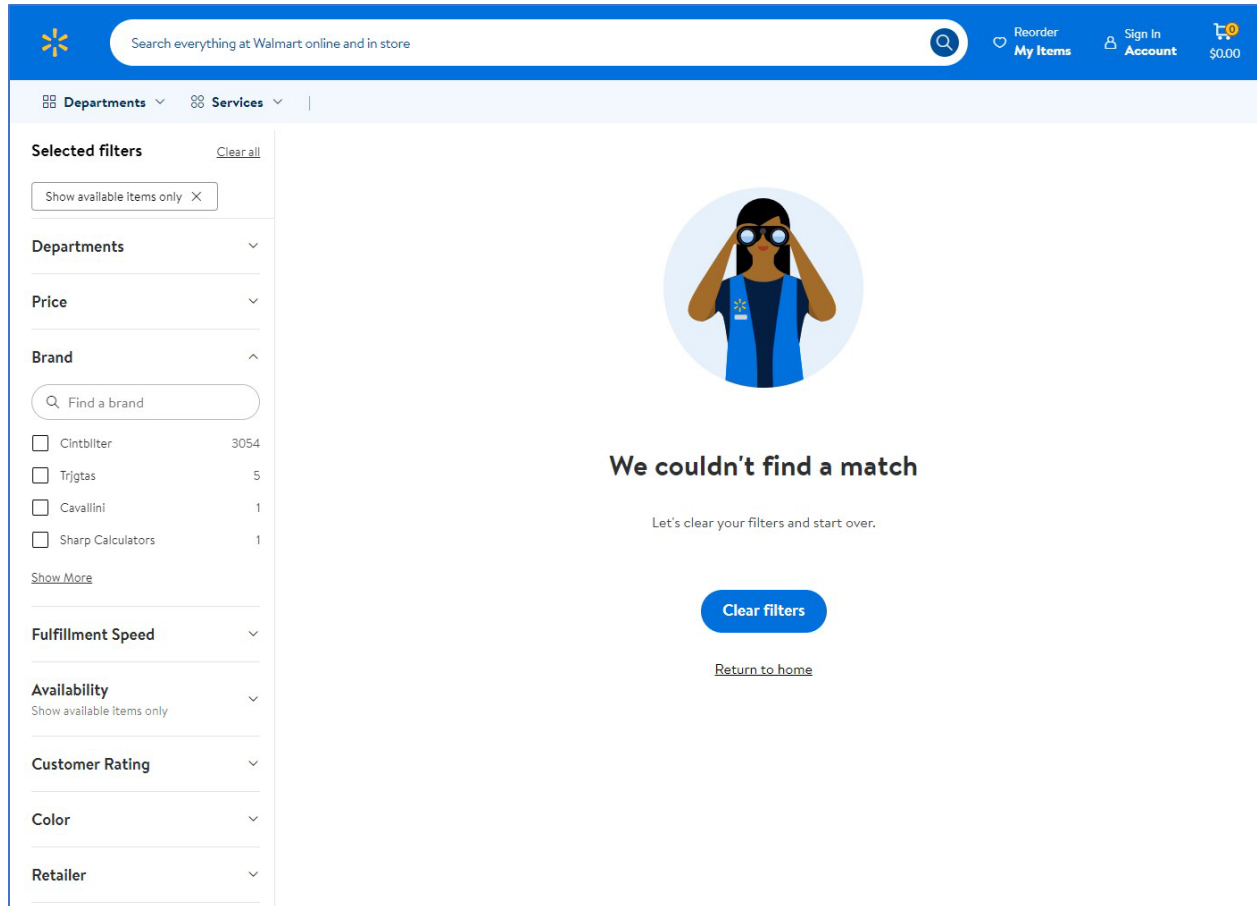 Search everything at Walmart online and in store
Reorder
My Items
Sign In
Account
0
$0.00
Departments
Services
Selected filters
Clear all
Show available items only
Departments
Price
Brand
Find a brand
Cintbllter 3054
Trjgtas 5
Cavallini 1
Sharp Calculators 1
Show More
Fulfillment Speed
Availability
Show available items only
Customer Rating
Color
Retailer
We couldn't find a match
Let's clear your filters and start over.
Clear filters
Return to home